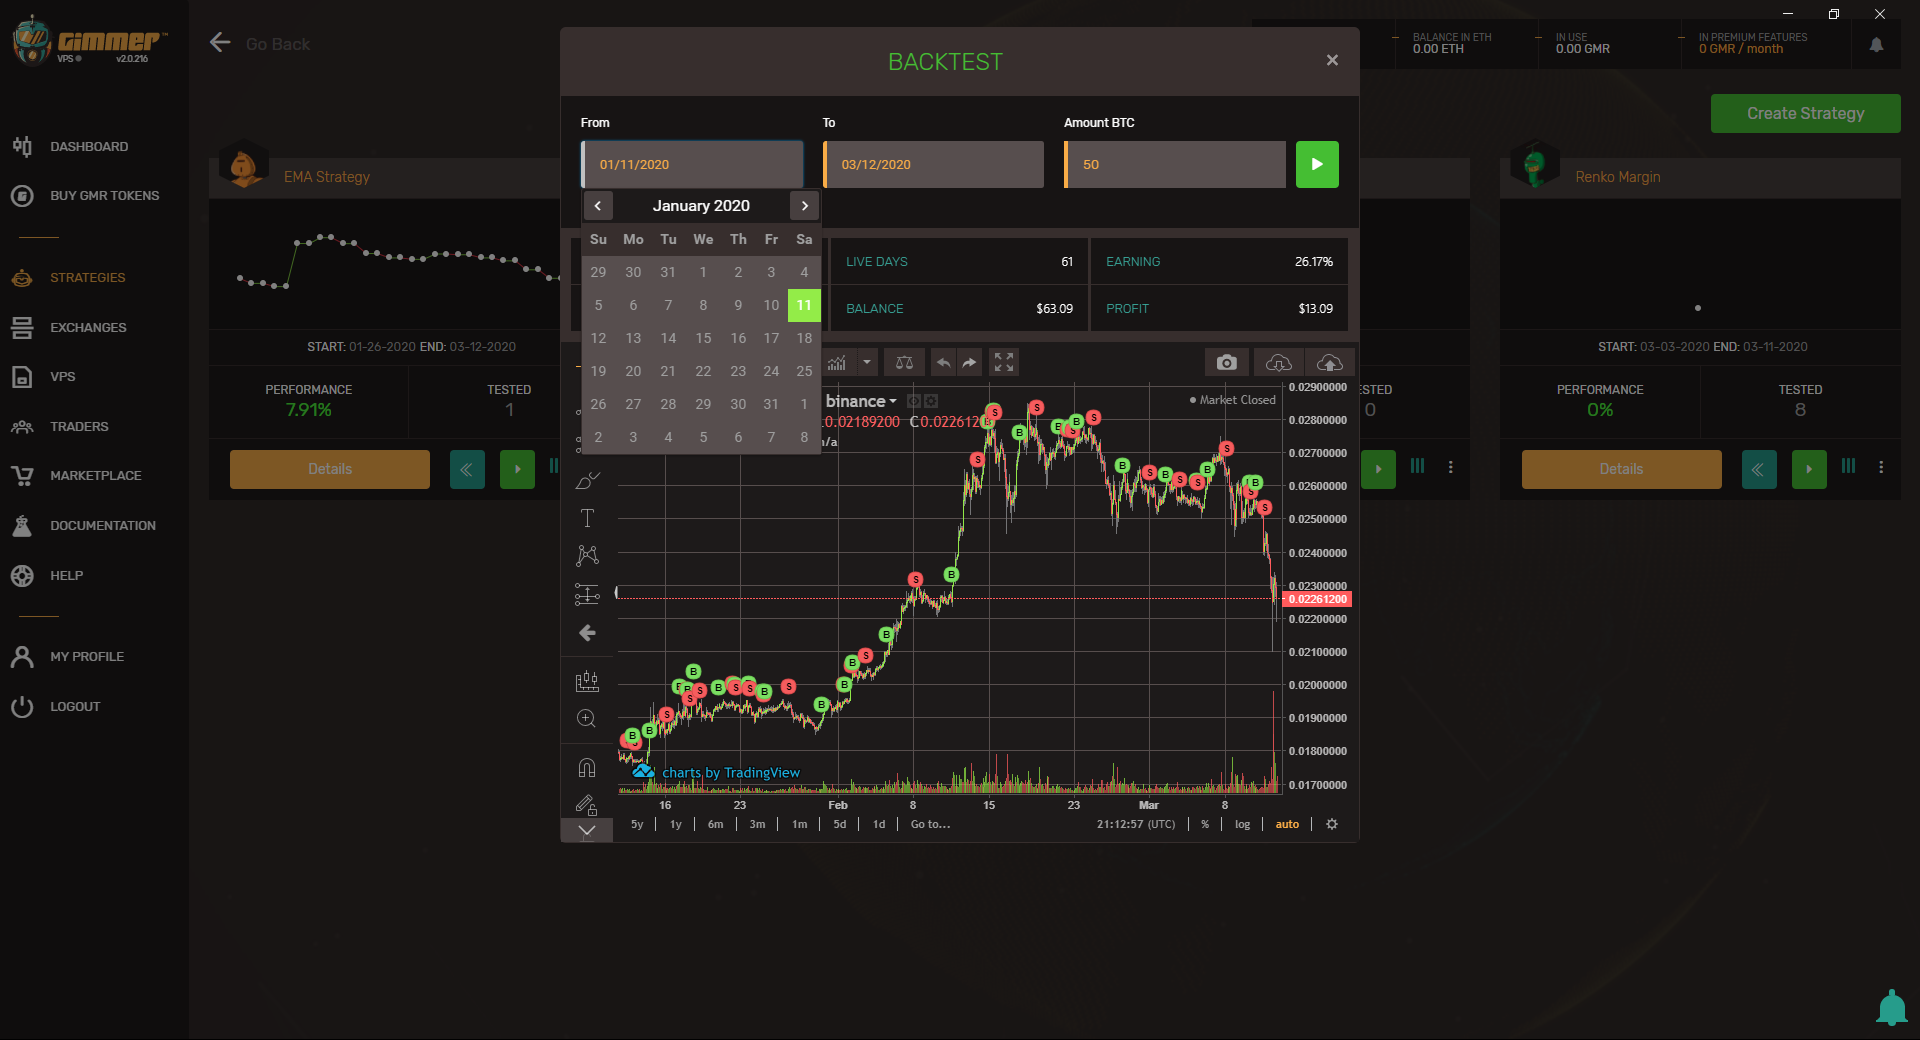 GIMMER™
VPS v2.0.216
Go Back
BALANCE IN ETH
0.00 ETH
IN USE
0.00 GMR
IN PREMIUM FEATURES
0 GMR / month
Create Strategy
DASHBOARD
BUY GMR TOKENS
STRATEGIES
EXCHANGES
VPS
TRADERS
MARKETPLACE
DOCUMENTATION
HELP
MY PROFILE
LOGOUT
EMA Strategy
START: 01-26-2020 END: 03-12-2020
PERFORMANCE TESTED
7.91% 1
Details
BACKTEST
From To Amount BTC
01/11/2020 03/12/2020 50
January 2020
Su Mo Tu We Th Fr Sa
29 30 31 1 2 3 4
5 6 7 8 9 10 11
12 13 14 15 16 17 18
19 20 21 22 23 24 25
26 27 28 29 30 31 1
2 3 4 5 6 7 8
LIVE DAYS 61 EARNING 26.17%
BALANCE $63.09 PROFIT $13.09
binance
Market Closed
0.02189200 C0.022612
n/a
0.02900000
0.02800000
0.02700000
0.02600000
0.02500000
0.02400000
0.02300000
0.02261200
0.02200000
0.02100000
0.02000000
0.01900000
0.01800000
0.01700000
charts by TradingView
16 23 Feb 8 15 23 Mar 8
5y 1y 6m 3m 1m 5d 1d Go to... 21:12:57 (UTC) % log auto
ESTED
0
Renko Margin
START: 03-03-2020 END: 03-11-2020
PERFORMANCE TESTED
0% 8
Details